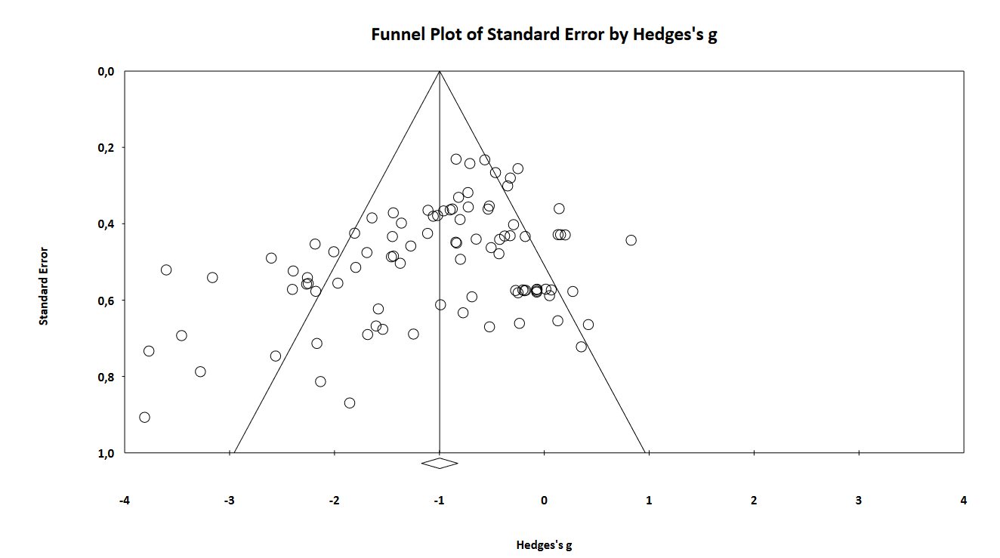 Funnel Plot of Standard Error by Hedges's g
0,0
0,2
0,4
0,6
0,8
1,0
Standard Error
-4 -3 -2 -1 0 1 2 3 4
Hedges's g